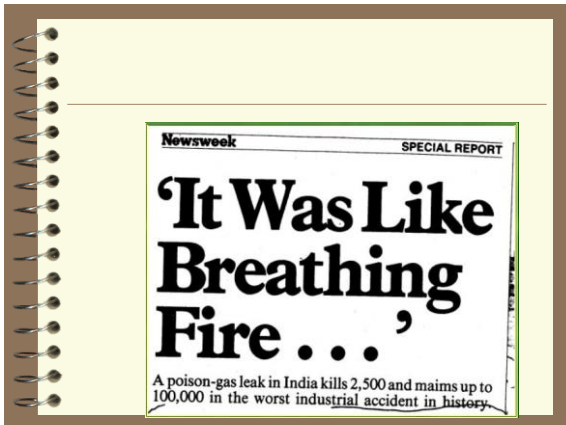 Newsweek
SPECIAL REPORT
‘It Was Like
Breathing
Fire . . . ’
A poison-gas leak in India kills 2,500 and maims up to
100,000 in the worst industrial accident in history.